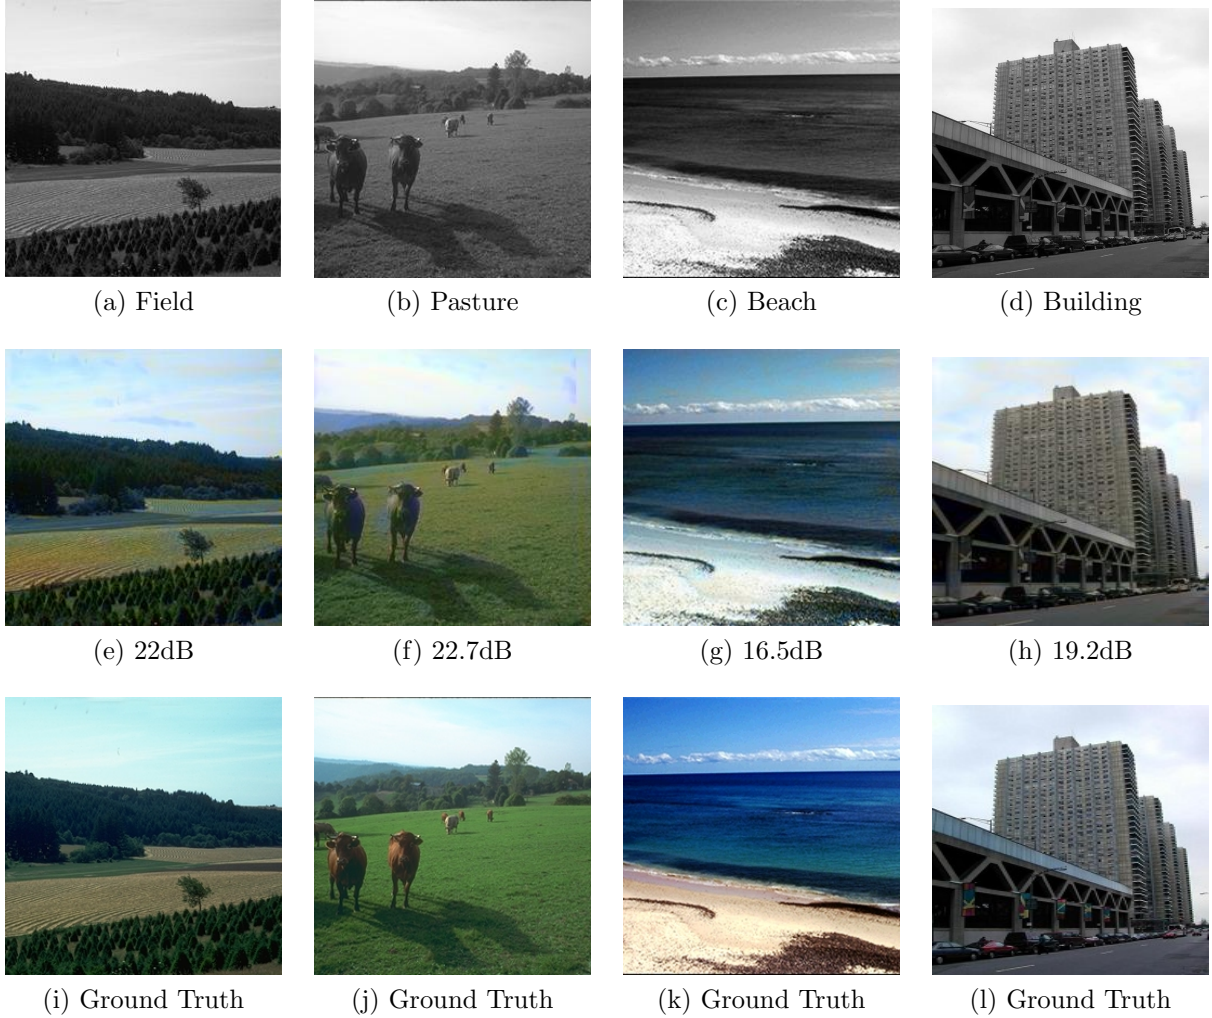 (a) Field
(b) Pasture
(c) Beach
(d) Building
(e) 22dB
(f) 22.7dB
(g) 16.5dB
(h) 19.2dB
(i) Ground Truth
(j) Ground Truth
(k) Ground Truth
(l) Ground Truth